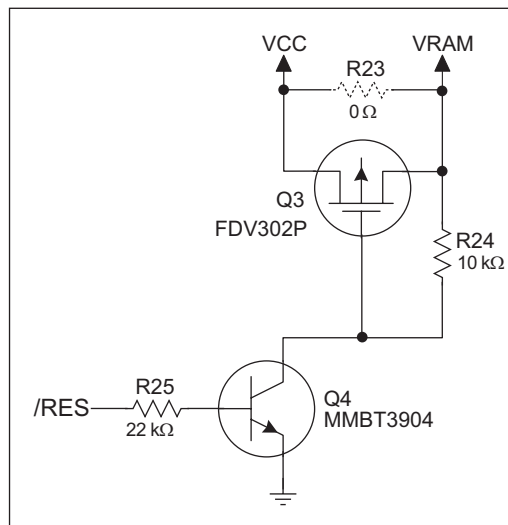 VCC
VRAM
R23
0 Ω
Q3
FDV302P
R24
10 kΩ
R25
/RES
22 kΩ
Q4
MMBT3904